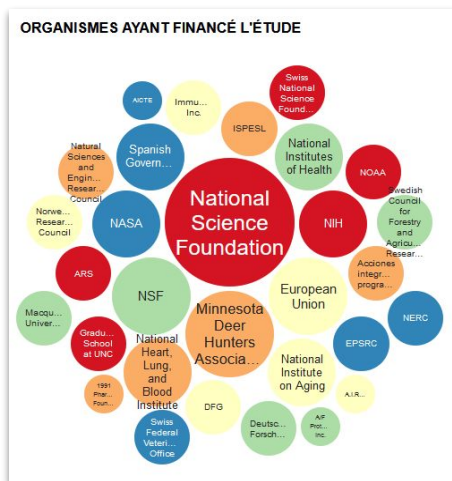 ORGANISMES AYANT FINANCÉ L'ÉTUDE
Swiss
National
Science
Found...
AICTE
Immu...
Inc.
ISPESL
Natural
Sciences
and
Engin...
Resear...
Council
Spanish
Govern...
National
Institutes
of Health
NOAA
National
Science
Foundation
Swedish
Council
for
Forestry
and
Agricu...
Resear...
Norwe...
Resear...
Council
NASA
NIH
ARS
Acciones
integr...
progra...
NSF
European
Union
Macqu...
Univer...
Minnesota
Deer
Hunters
Associa...
NERC
Gradu...
School
at UNC
EPSRC
National
Heart,
Lung,
and
Blood
Institute
National
Institute
on Aging
1991
Phar...
Foun...
A.I.R...
DFG
Swiss
Federal
Veteri...
Office
Deutsc...
Forsch...
A/F
Prot...
Inc.